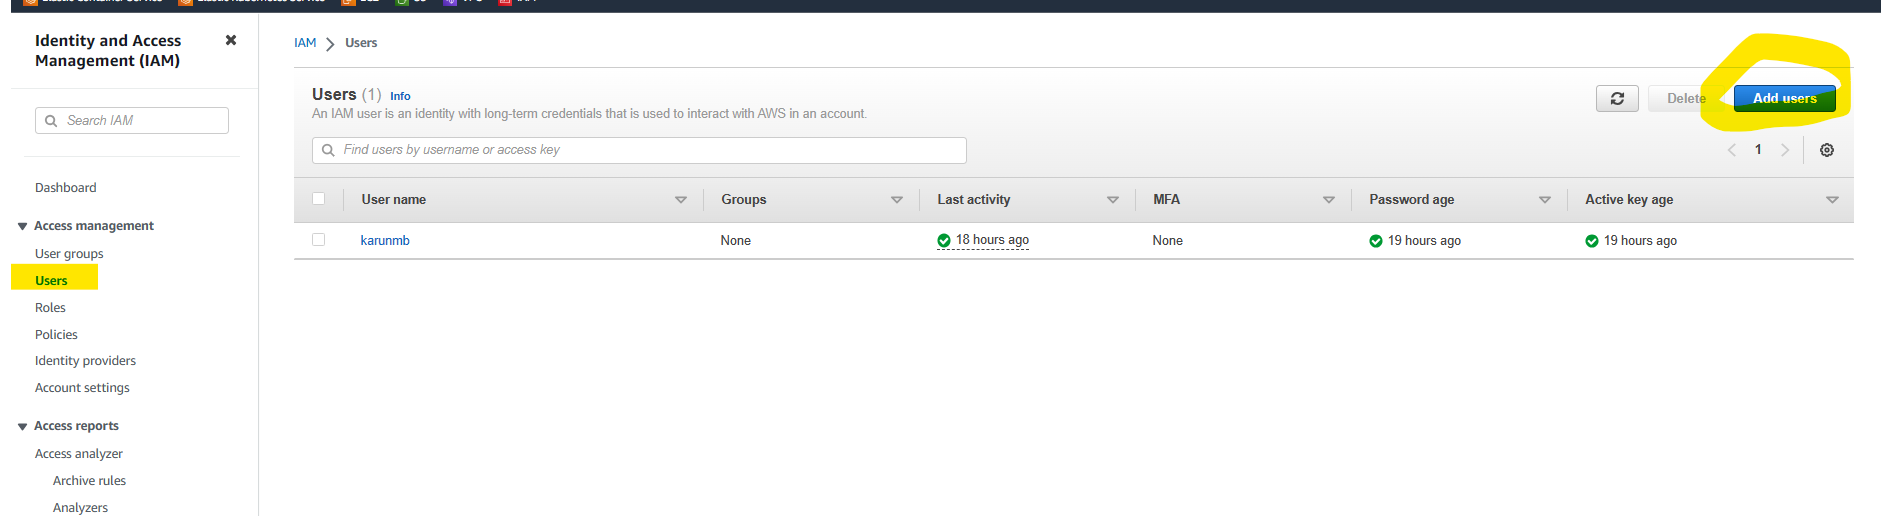 Identity and Access
Management (IAM)
Search IAM
Dashboard
Access management
User groups
Users
Roles
Policies
Identity providers
Account settings
Access reports
Access analyzer
Archive rules
Analyzers
IAM > Users
Users (1) Info
An IAM user is an identity with long-term credentials that is used to interact with AWS in an account.
Delete
Add users
Find users by username or access key
1
User name Groups Last activity MFA Password age Active key age
karunmb None 18 hours ago None 19 hours ago 19 hours ago